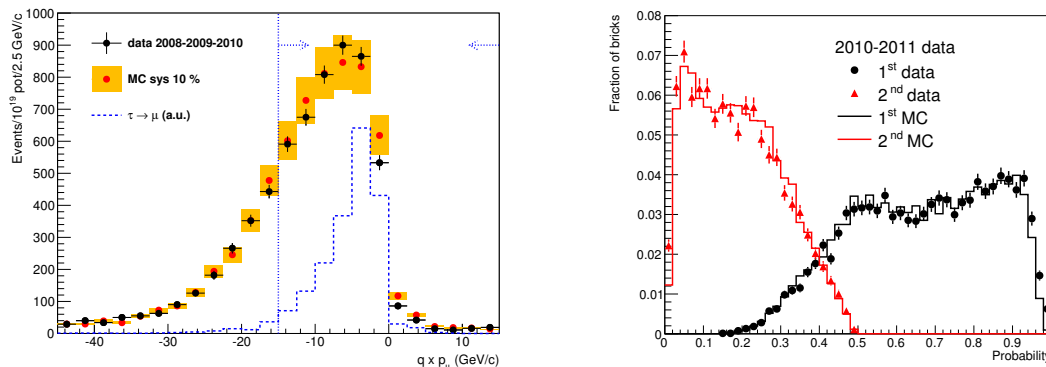 Events/10^19 pot/2.5 GeV/c
900
800
700
600
500
400
300
200
100
0
data 2008-2009-2010
MC sys 10 %
τ → μ (a.u.)
-40 -30 -20 -10 0 10
q x p_μ (GeV/c)
Fraction of bricks
0.08
0.07
0.06
0.05
0.04
0.03
0.02
0.01
0
2010-2011 data
1st data
2nd data
1st MC
2nd MC
0 0.1 0.2 0.3 0.4 0.5 0.6 0.7 0.8 0.9
Probability